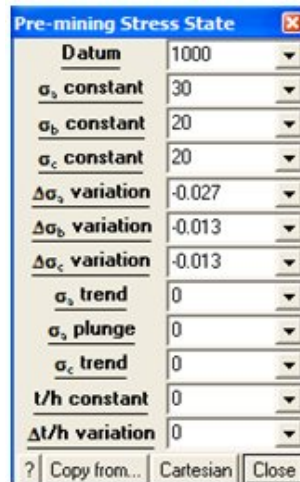 Pre-mining Stress State
Datum 1000
σₐ constant 30
σb constant 20
σc constant 20
Δσₐ variation -0.027
Δσb variation -0.013
Δσc variation -0.013
σₐ trend 0
σₐ plunge 0
σc trend 0
t/h constant 0
Δt/h variation 0
? Copy from... Cartesian Close